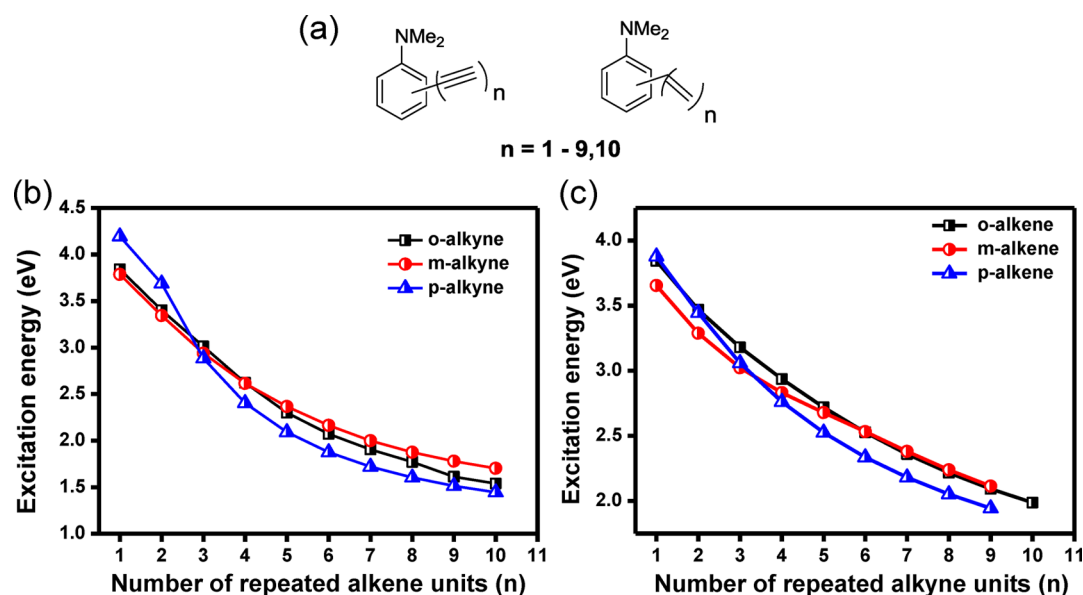 (a)
NMe2
n
NMe2
n
n = 1 - 9,10
(b)
Excitation energy (eV)
4.5
4.0
3.5
3.0
2.5
2.0
1.5
1.0
o-alkyne
m-alkyne
p-alkyne
1 2 3 4 5 6 7 8 9 10 11
Number of repeated alkene units (n)
(c)
Excitation energy (eV)
4.0
3.5
3.0
2.5
2.0
o-alkene
m-alkene
p-alkene
1 2 3 4 5 6 7 8 9 10 11
Number of repeated alkyne units (n)